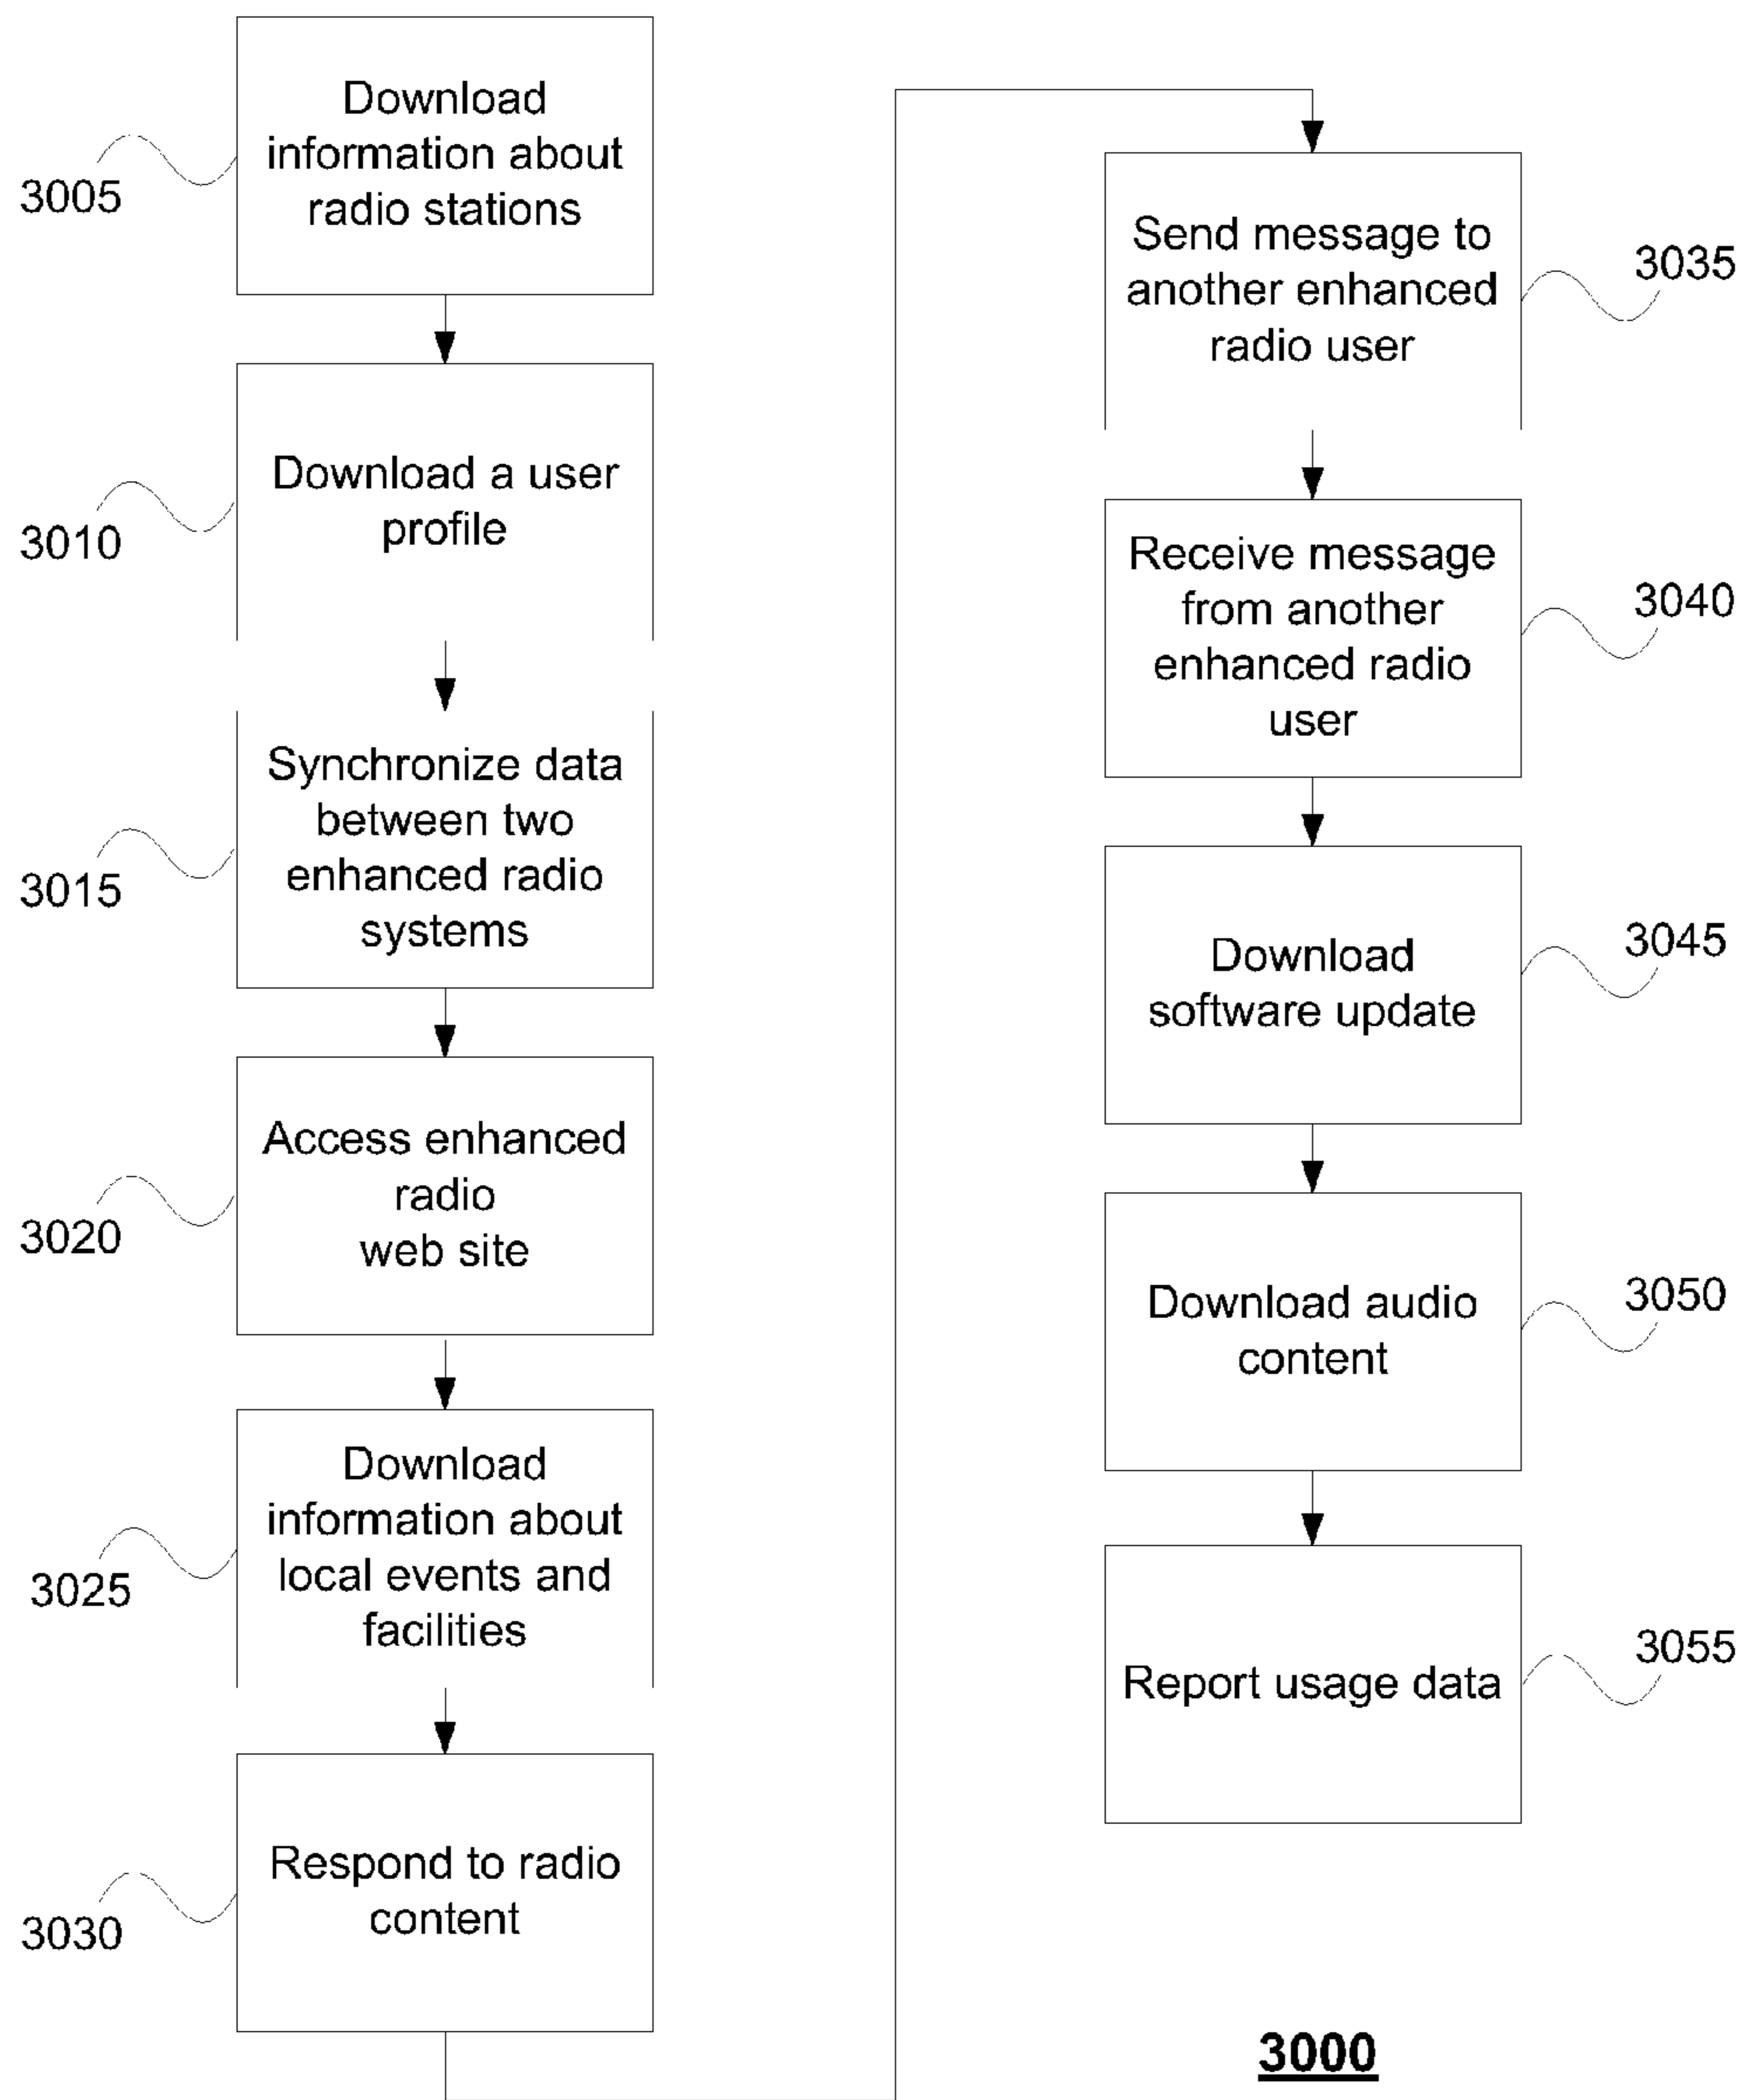 Download
information about
radio stations
3005
Download a user
profile
3010
Synchronize data
between two
enhanced radio
systems
3015
Access enhanced
radio
web site
3020
Download
information about
local events and
facilities
3025
Respond to radio
content
3030
Send message to
another enhanced
radio user
3035
Receive message
from another
enhanced radio
user
3040
Download
software update
3045
Download audio
content
3050
Report usage data
3055
3000